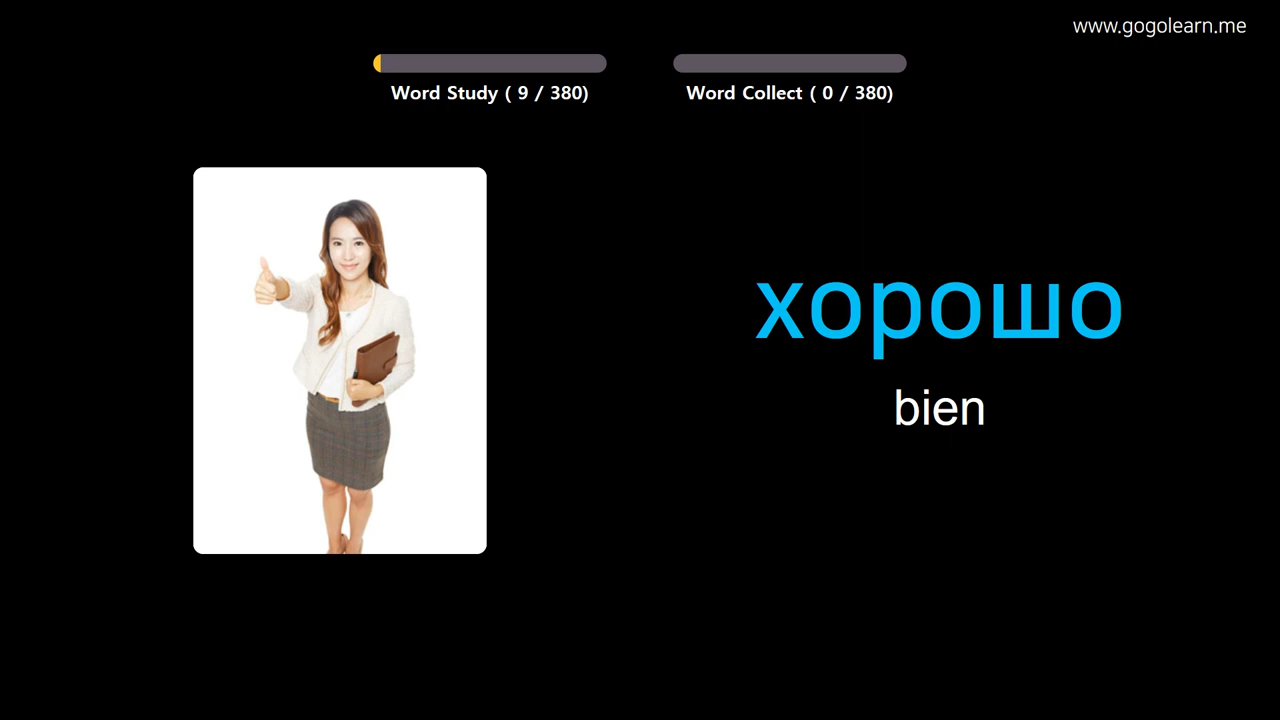 www.gogolearn.me
Word Study ( 9 / 380)
Word Collect ( 0 / 380)
хорошо
bien